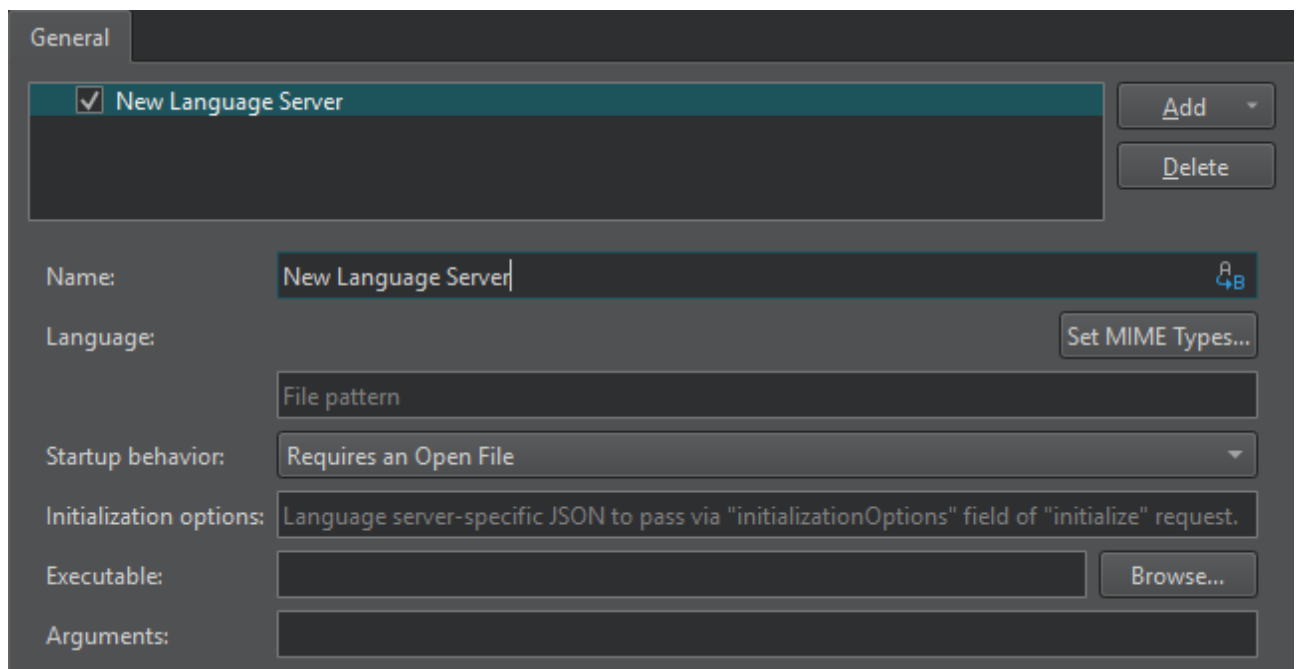 General
New Language Server
Add
Delete
Name: New Language Server
Language: Set MIME Types...
File pattern
Startup behavior: Requires an Open File
Initialization options: Language server-specific JSON to pass via "initializationOptions" field of "initialize" request.
Executable: Browse...
Arguments: